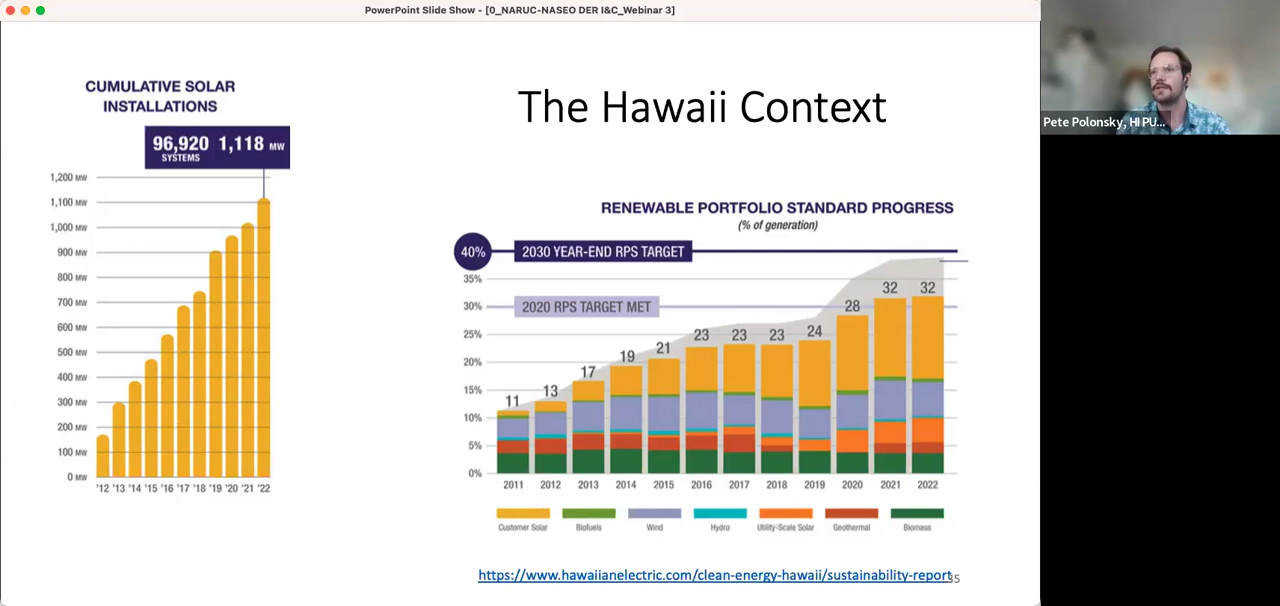 PowerPoint Slide Show - [0_NARUC-NASEO DER I&C_Webinar 3]
CUMULATIVE SOLAR
INSTALLATIONS
96,920 1,118 MW
SYSTEMS
1,200 MW
1,100 MW
1,000 MW
900 MW
800 MW
700 MW
600 MW
500 MW
400 MW
300 MW
200 MW
100 MW
0 MW
'12 '13 '14 '15 '16 '17 '18 '19 '20 '21 '22
The Hawaii Context
RENEWABLE PORTFOLIO STANDARD PROGRESS
(% of generation)
40% 2030 YEAR-END RPS TARGET
35%
30% 2020 RPS TARGET MET
25%
20%
15%
10%
5%
0%
11 13 17 19 21 23 23 23 24 28 32 32
2011 2012 2013 2014 2015 2016 2017 2018 2019 2020 2021 2022
Customer Solar Biofuels Wind Hydro Utility-Scale Solar Geothermal Biomass
https://www.hawaiianelectric.com/clean-energy-hawaii/sustainability-report
Pete Polonsky, HI PU...